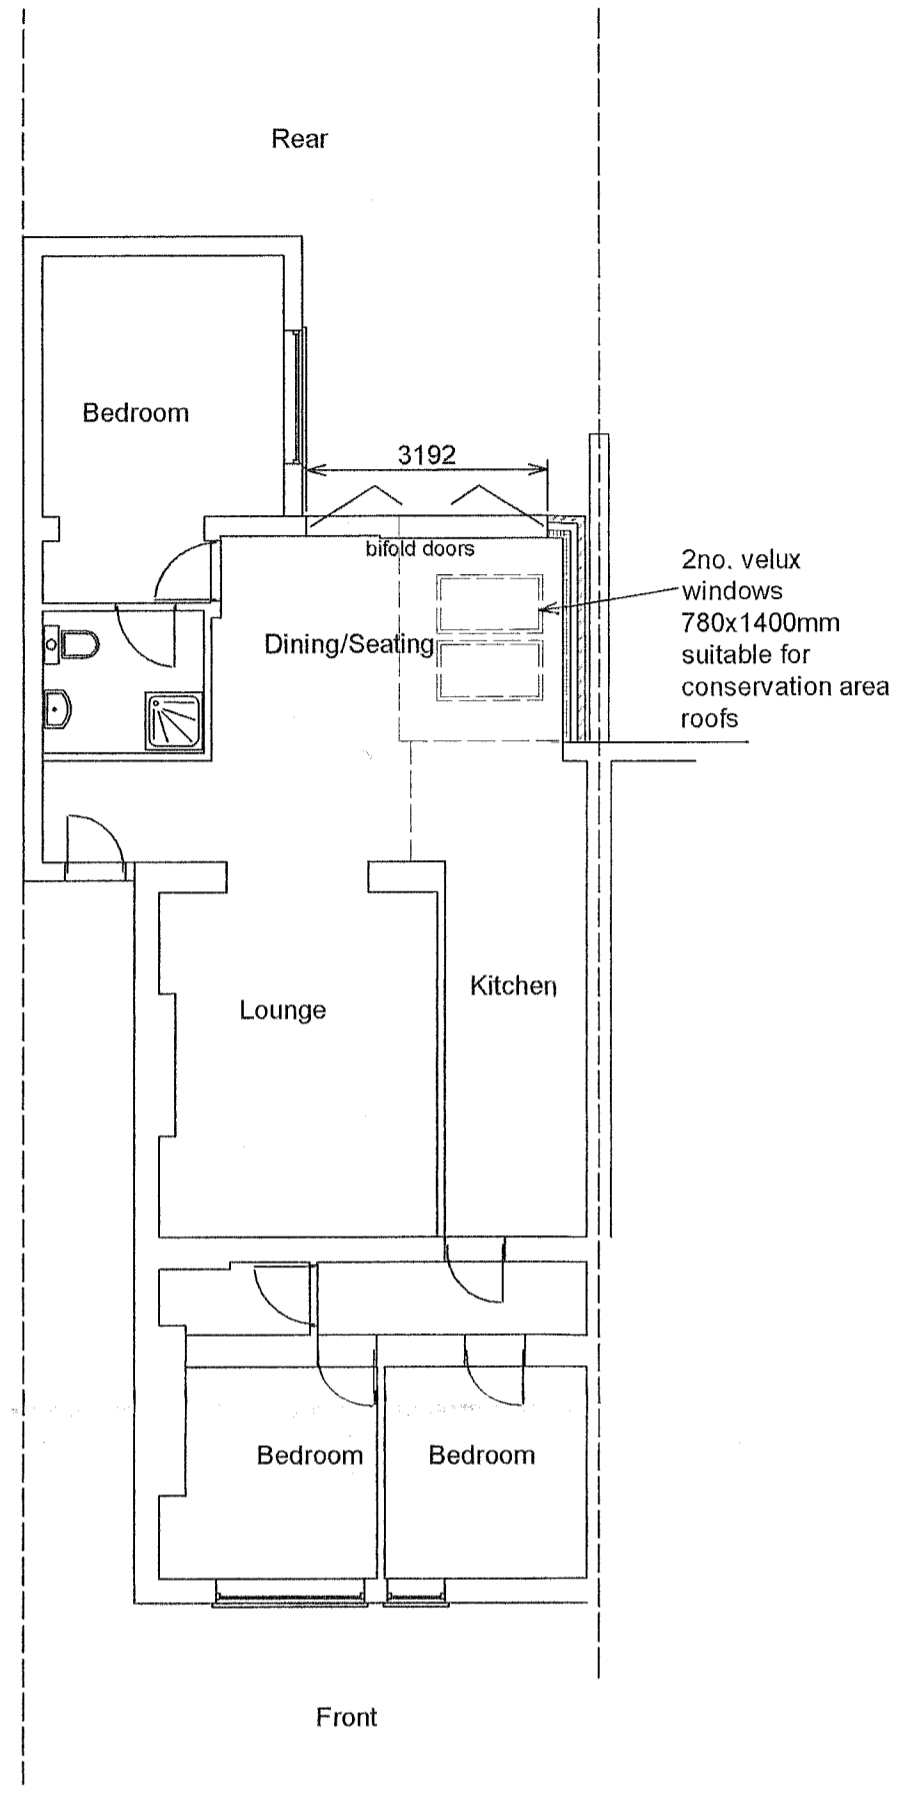 Rear
Bedroom
3192
bifold doors
2no. velux
windows
780x1400mm
suitable for
conservation area
roofs
Dining/Seating
Kitchen
Lounge
Bedroom
Bedroom
Front